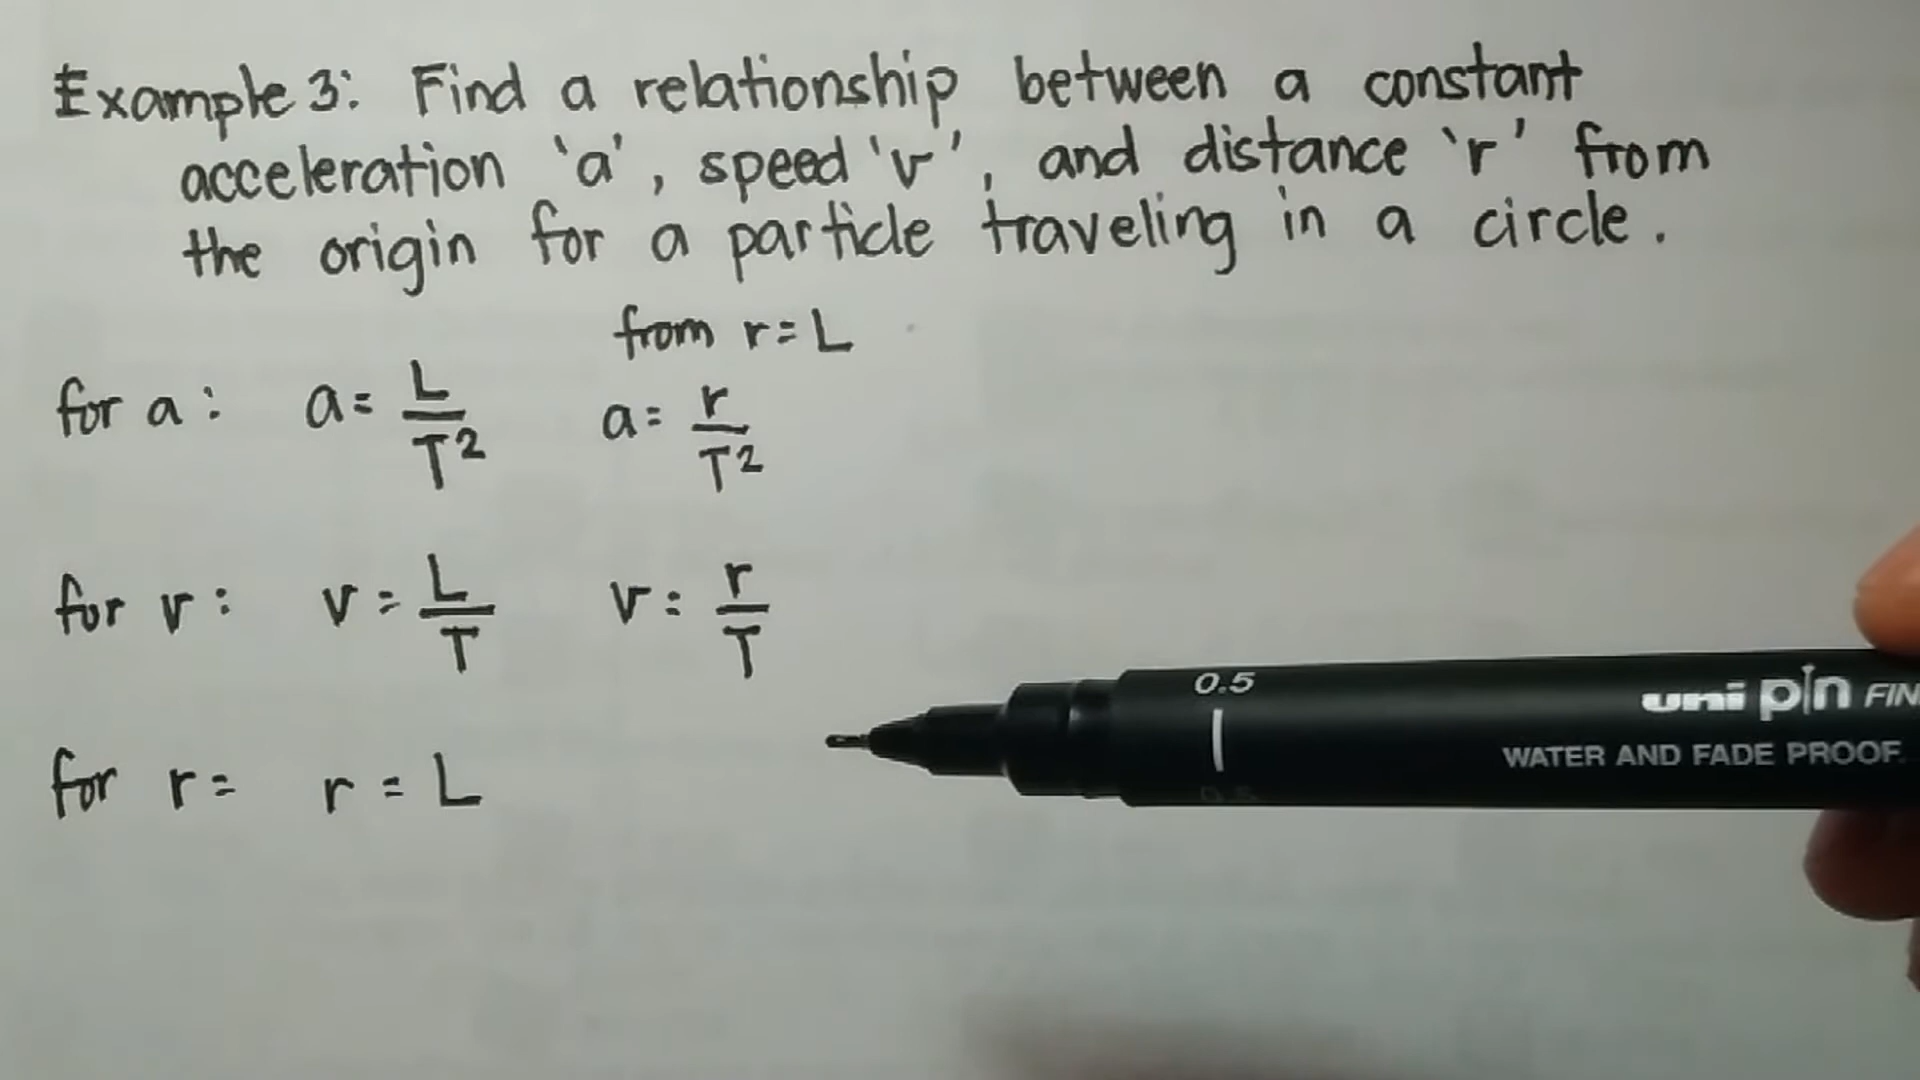 Example 3: Find a relationship between a constant
acceleration 'a', speed 'v', and distance 'r' from
the origin for a particle traveling in a circle.
from r = L
for a: a = L/T² a = r/T²
for v: v = L/T v = r/T
for r = r = L
0.5
uni pin FIN
WATER AND FADE PROOF.